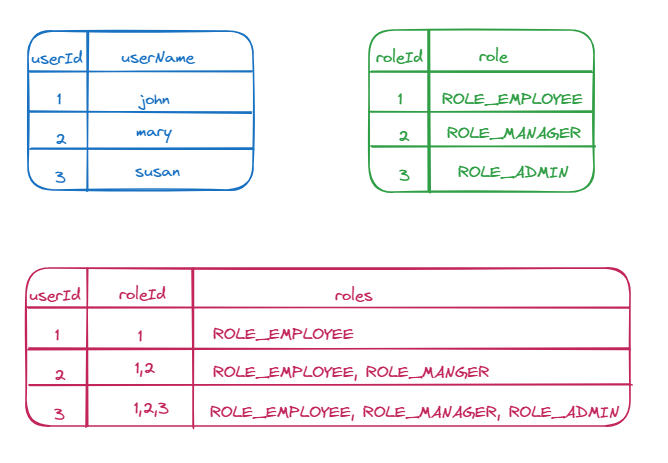 userId userName
1 john
2 mary
3 susan
roleId role
1 ROLE_EMPLOYEE
2 ROLE_MANAGER
3 ROLE_ADMIN
userId roleId roles
1 1 ROLE_EMPLOYEE
2 1,2 ROLE_EMPLOYEE, ROLE_MANGER
3 1,2,3 ROLE_EMPLOYEE, ROLE_MANAGER, ROLE_ADMIN